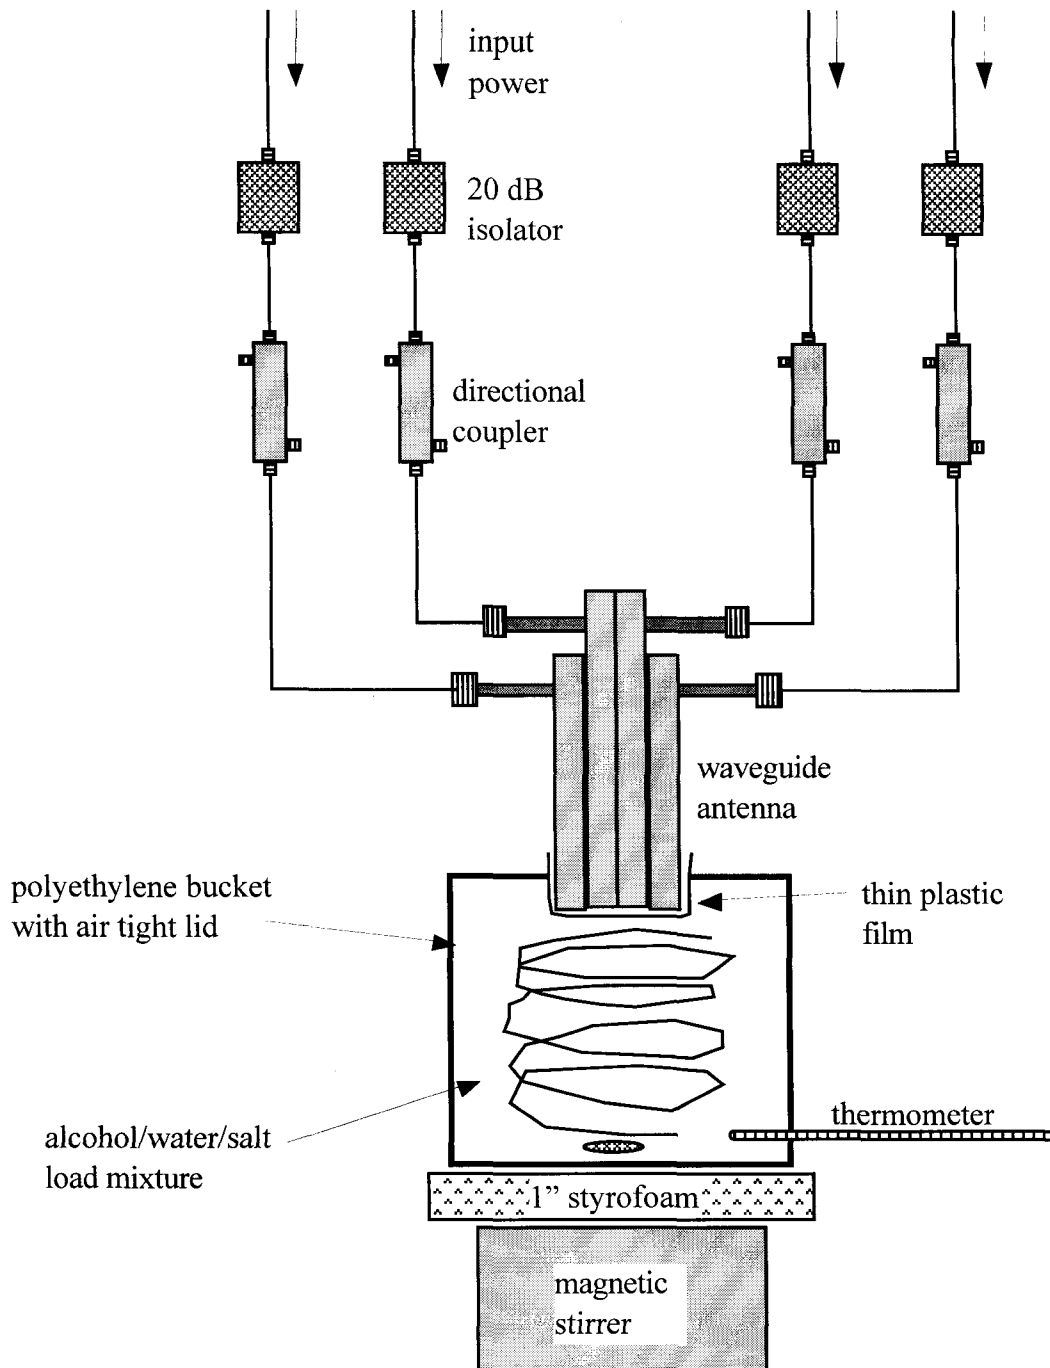 input
power
20 dB
isolator
directional
coupler
waveguide
antenna
polyethylene bucket
with air tight lid
thin plastic
film
alcohol/water/salt
load mixture
thermometer
1” styrofoam
magnetic
stirrer